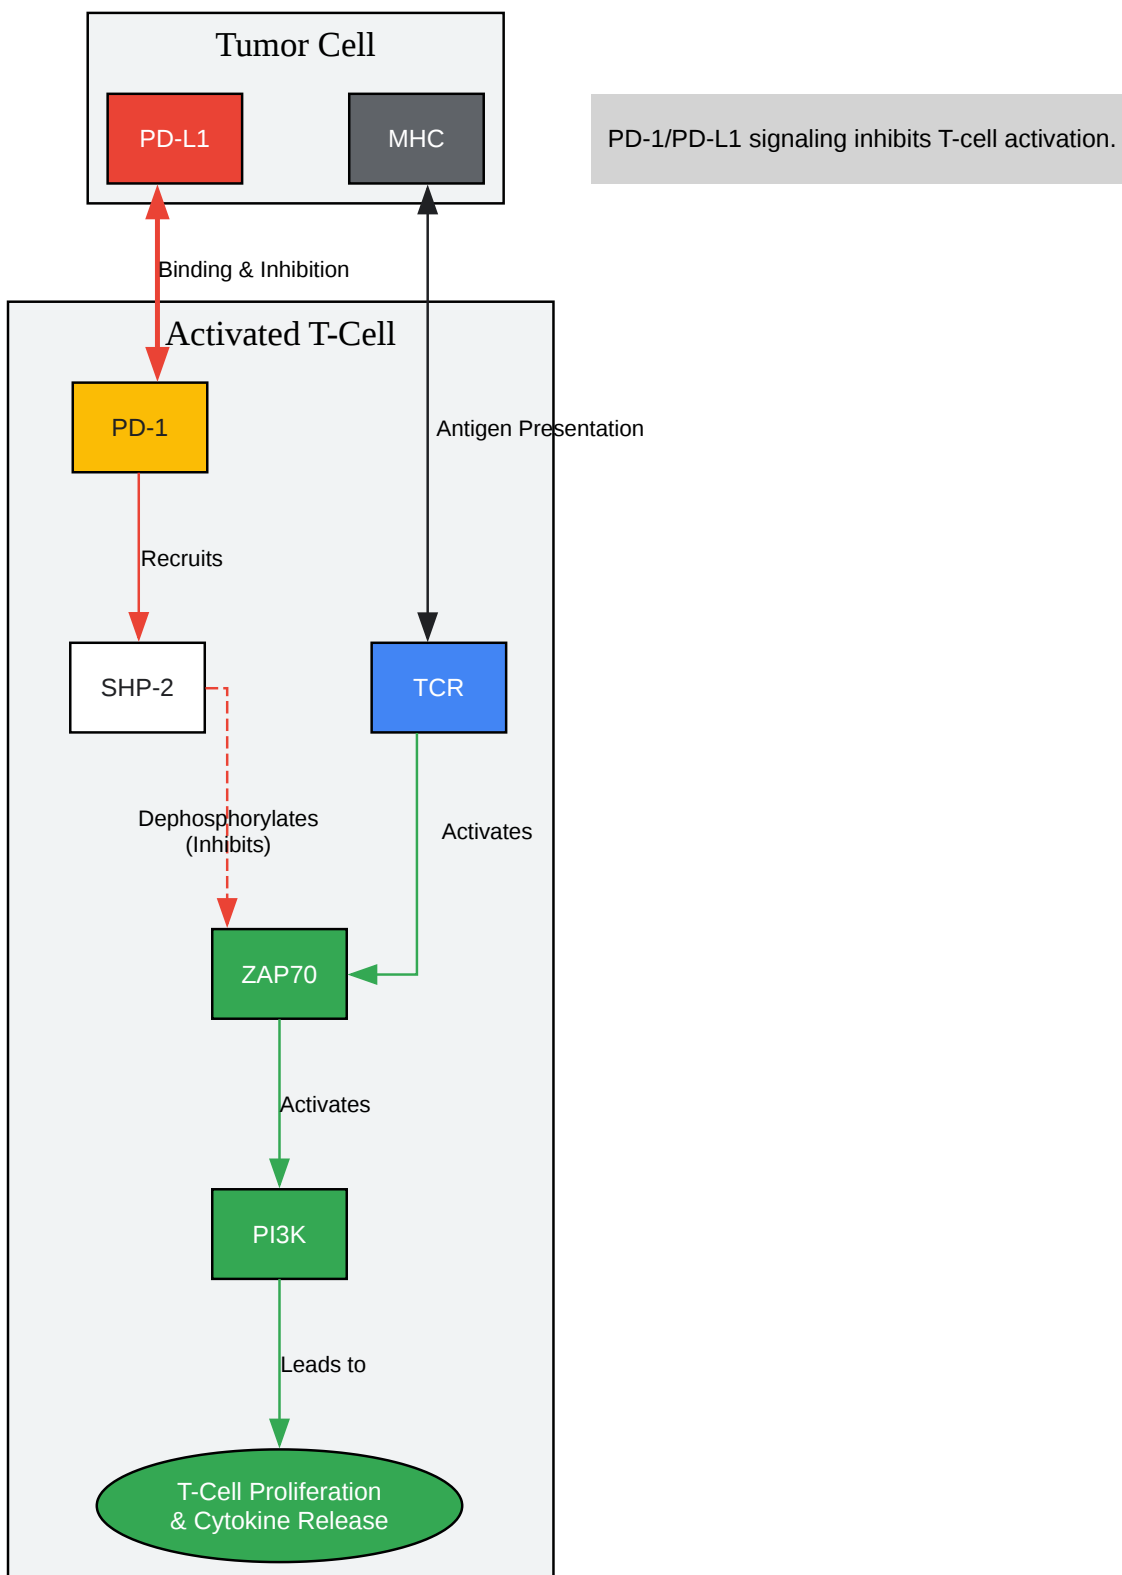 Tumor Cell
PD-L1
MHC
PD-1/PD-L1 signaling inhibits T-cell activation.
Binding & Inhibition
Activated T-Cell
PD-1
Antigen Presentation
Recruits
SHP-2
TCR
Dephosphorylates
(Inhibits)
Activates
ZAP70
Activates
PI3K
Leads to
T-Cell Proliferation
& Cytokine Release